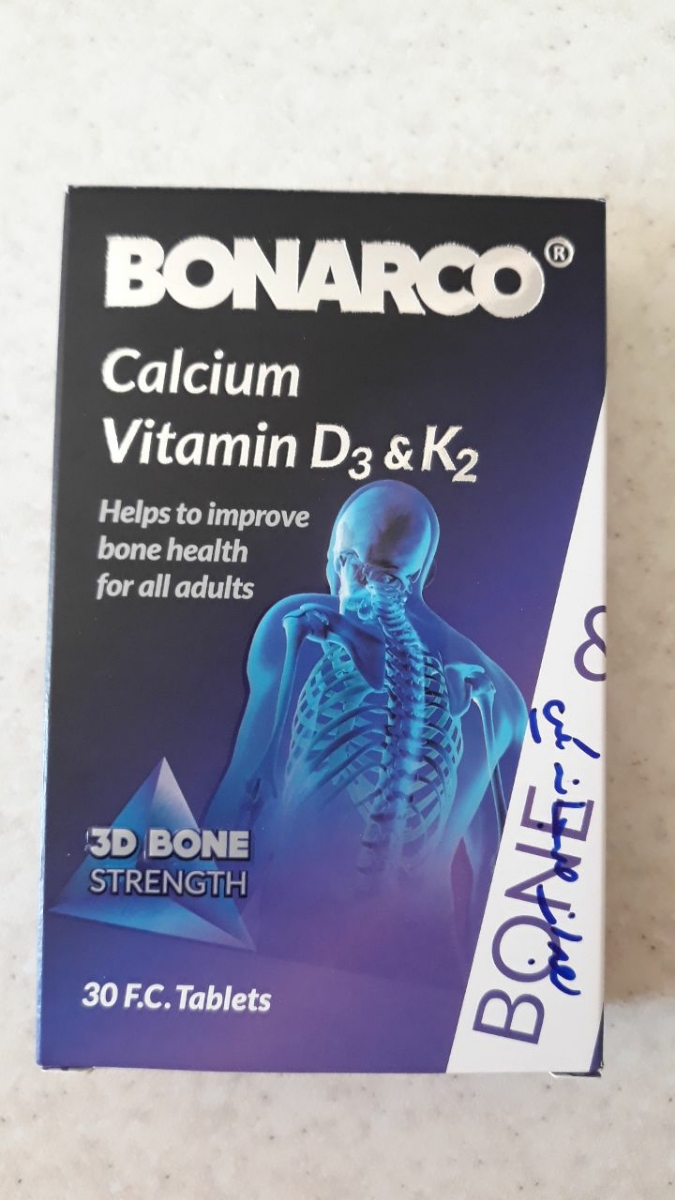 BONARCO®
Calcium
Vitamin D3 & K2
Helps to improve
bone health
for all adults
3D BONE
STRENGTH
30 F.C. Tablets
BONE